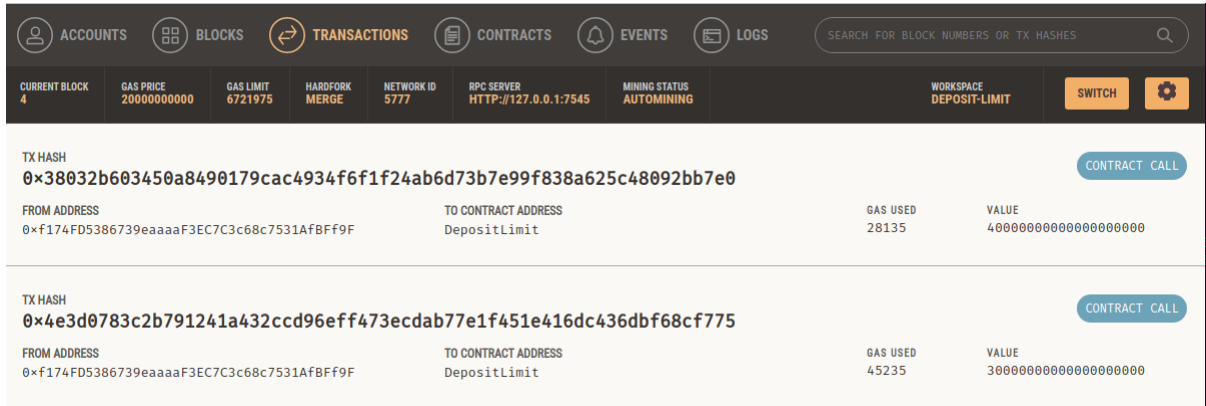 ACCOUNTS BLOCKS TRANSACTIONS CONTRACTS EVENTS LOGS SEARCH FOR BLOCK NUMBERS OR TX HASHES
CURRENT BLOCK GAS PRICE GAS LIMIT HARDFORK NETWORK ID RPC SERVER MINING STATUS WORKSPACE
4 20000000000 6721975 MERGE 5777 HTTP://127.0.0.1:7545 AUTOMINING DEPOSIT-LIMIT SWITCH
TX HASH
0×38032b603450a8490179cac4934f6f1f24ab6d73b7e99f838a625c48092bb7e0 CONTRACT CALL
FROM ADDRESS TO CONTRACT ADDRESS GAS USED VALUE
0×f174FD5386739eaaaaF3EC7C3c68c7531AfBFf9F DepositLimit 28135 40000000000000000000
TX HASH
0×4e3d0783c2b791241a432ccd96eff473ecdab77e1f451e416dc436dbf68cf775 CONTRACT CALL
FROM ADDRESS TO CONTRACT ADDRESS GAS USED VALUE
0×f174FD5386739eaaaaF3EC7C3c68c7531AfBFf9F DepositLimit 45235 30000000000000000000